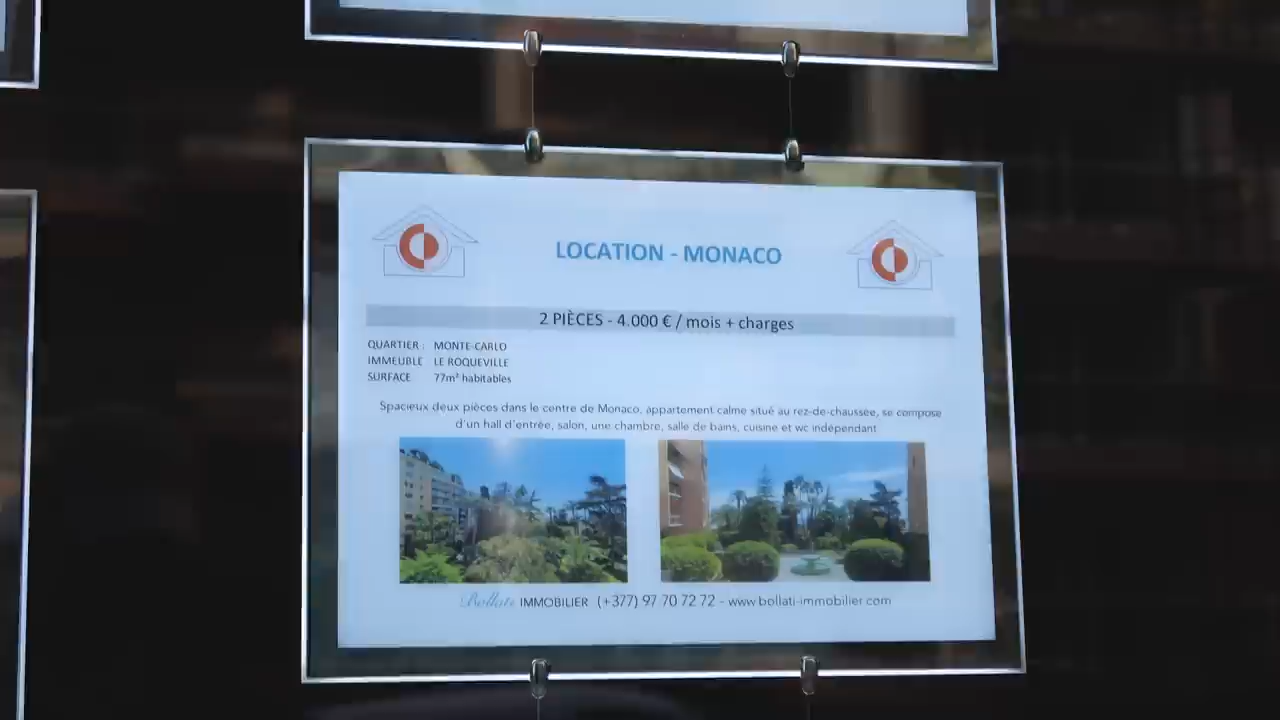 LOCATION - MONACO
2 PIÈCES - 4.000 € / mois + charges
QUARTIER : MONTE-CARLO
IMMEUBLE LE ROQUEVILLE
SURFACE 77m² habitables
Spacieux deux pièces dans le centre de Monaco, appartement calme situé au rez-de-chaussée, se compose
d'un hall d'entrée, salon, une chambre, salle de bains, cuisine et wc indépendant
Bollati IMMOBILIER (+377) 97 70 72 72 - www.bollati-immobilier.com